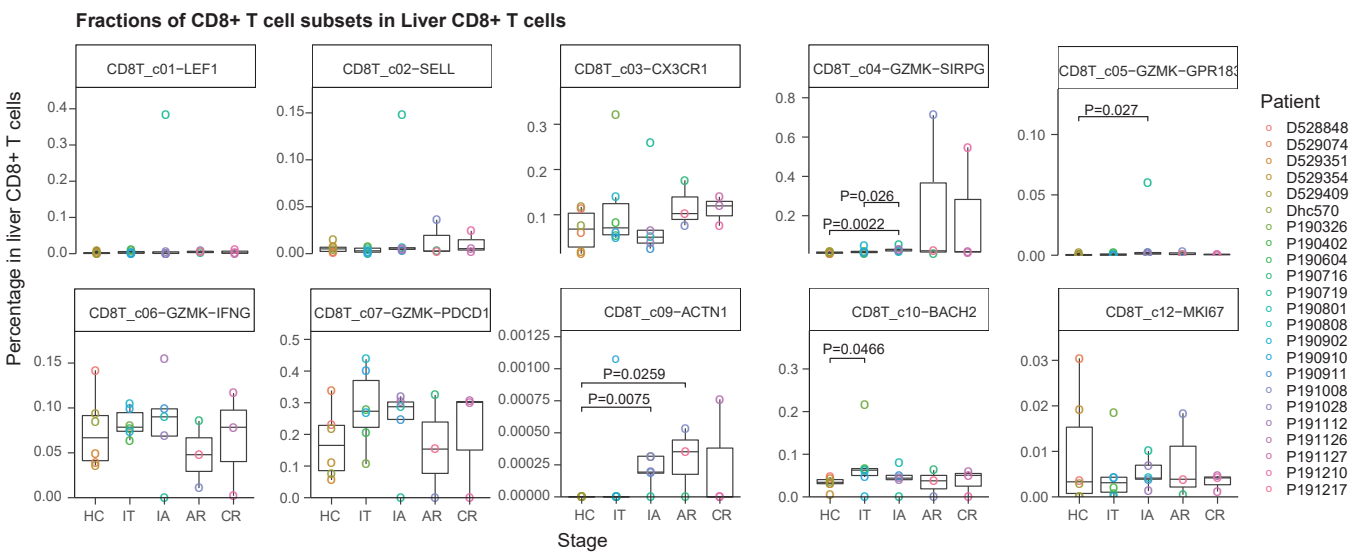 Fractions of CD8+ T cell subsets in Liver CD8+ T cells
Percentage in liver CD8+ T cells
CD8T_c01−LEF1
0.4
0.3
0.2
0.1
0.0
CD8T_c02−SELL
0.15
0.10
0.05
0.00
CD8T_c03−CX3CR1
0.3
0.2
0.1
CD8T_c04−GZMK−SIRPG
0.8
0.6
0.4
0.2
P=0.026
P=0.0022
CD8T_c05−GZMK−GPR183
0.10
0.05
0.00
P=0.027
CD8T_c06−GZMK−IFNG
0.15
0.10
0.05
0.00
HC IT IA AR CR
CD8T_c07−GZMK−PDCD1
0.5
0.4
0.3
0.2
0.1
0.0
HC IT IA AR CR
CD8T_c09−ACTN1
0.00125
0.00100
0.00075
0.00050
0.00025
0.00000
P=0.0259
P=0.0075
HC IT IA AR CR
CD8T_c10−BACH2
0.3
0.2
0.1
0.0
P=0.0466
HC IT IA AR CR
CD8T_c12−MKI67
0.03
0.02
0.01
0.00
HC IT IA AR CR
Stage
Patient
D528848
D529074
D529351
D529354
D529409
Dhc570
P190326
P190402
P190604
P190716
P190719
P190801
P190808
P190902
P190910
P190911
P191008
P191028
P191112
P191126
P191127
P191210
P191217